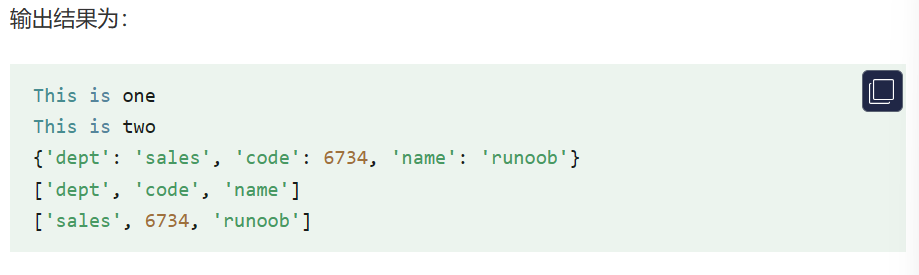 输出结果为：
This is one
This is two
{'dept': 'sales', 'code': 6734, 'name': 'runoob'}
['dept', 'code', 'name']
['sales', 6734, 'runoob']